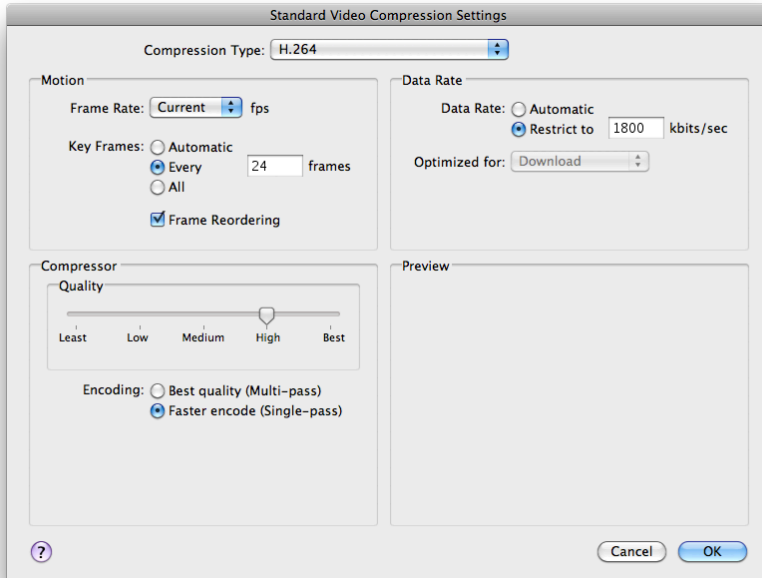 Standard Video Compression Settings
Compression Type: H.264
Motion
Frame Rate: Current fps
Key Frames: Automatic
Every 24 frames
All
Frame Reordering
Data Rate
Data Rate: Automatic
Restrict to 1800 kbits/sec
Optimized for: Download
Compressor
Quality
Least Low Medium High Best
Encoding: Best quality (Multi-pass)
Faster encode (Single-pass)
Preview
?
Cancel OK